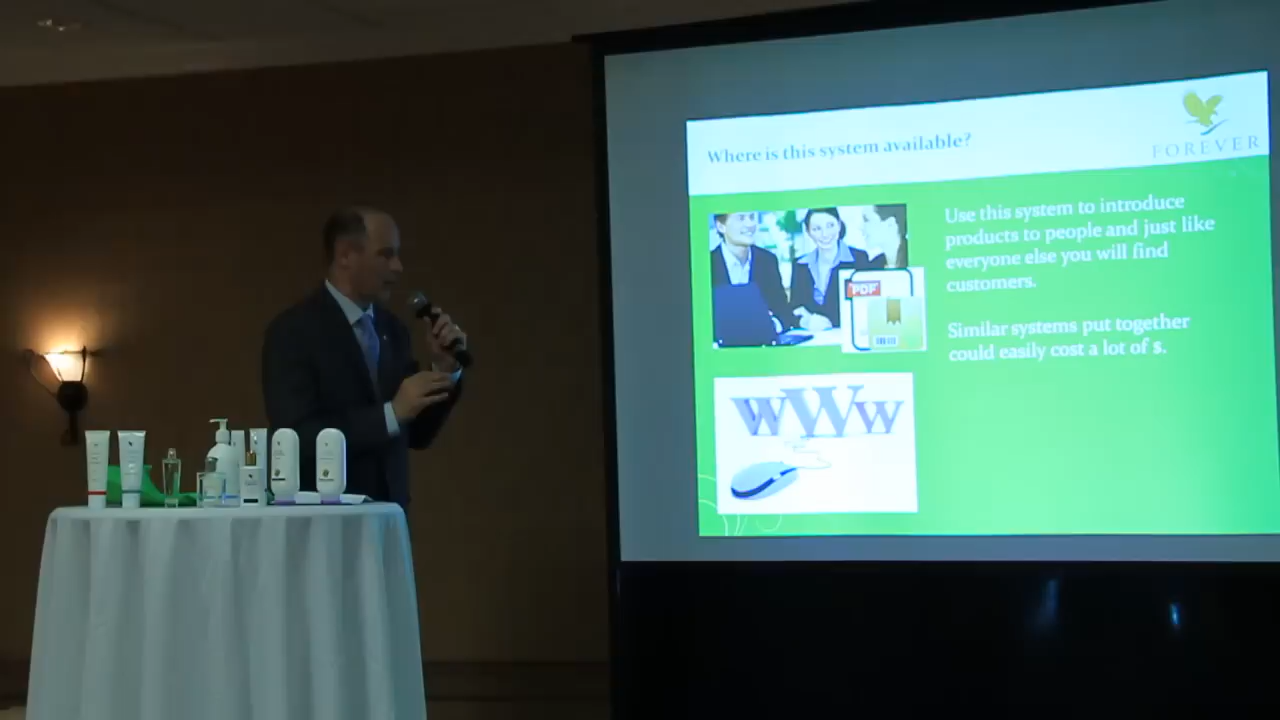 Where is this system available?
FOREVER
Use this system to introduce
products to people and just like
everyone else you will find
customers.
PDF
Similar systems put together
could easily cost a lot of $.
WWW